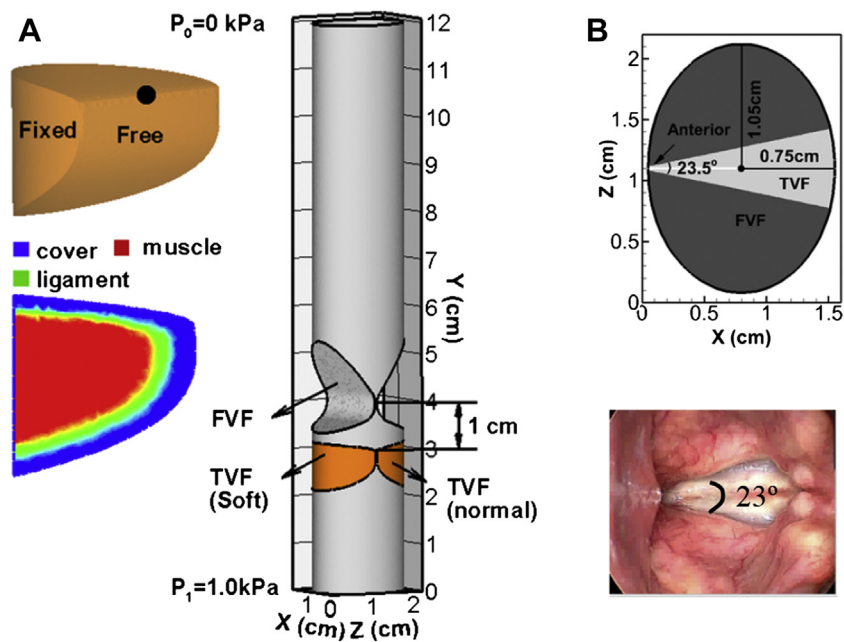 A
Fixed
Free
cover
muscle
ligament
P₀=0 kPa
12
11
10
9
8
7
6
5
4
3
2
1
0
Y (cm)
FVF
1 cm
TVF
(Soft)
TVF
(normal)
P₁=1.0kPa
1
0
1
2
X (cm)
Z (cm)
B
2
1.5
1
0.5
0
Z (cm)
Anterior
1.05cm
23.5º
0.75cm
TVF
FVF
0
0.5
1
1.5
X (cm)
23º